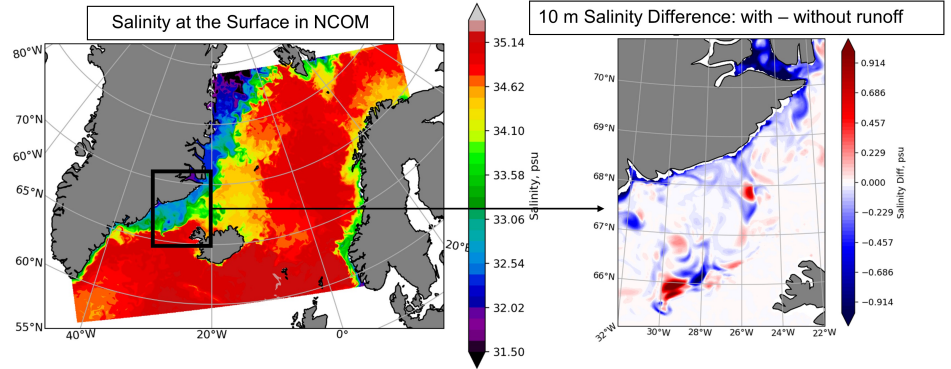 Salinity at the Surface in NCOM
10 m Salinity Difference: with – without runoff
80°W
70°W
60°W
65°N
60°N
55°N
40°W
20°W
0°
20°E
35.14
34.62
34.10
33.58
33.06
32.54
32.02
31.50
Salinity, psu
70°N
69°N
68°N
67°N
66°N
32°W
30°W
28°W
26°W
24°W
22°W
0.914
0.686
0.457
0.229
0.000
−0.229
−0.457
−0.686
−0.914
Salinity Diff, psu